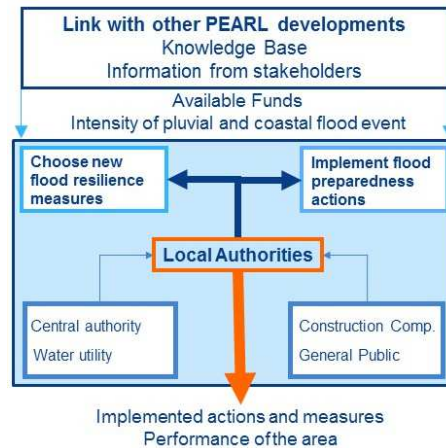 Link with other PEARL developments
Knowledge Base
Information from stakeholders
Available Funds
Intensity of pluvial and coastal flood event
Choose new
flood resilience
measures
Implement flood
preparedness
actions
Local Authorities
Central authority
Water utility
Construction Comp.
General Public
Implemented actions and measures
Performance of the area